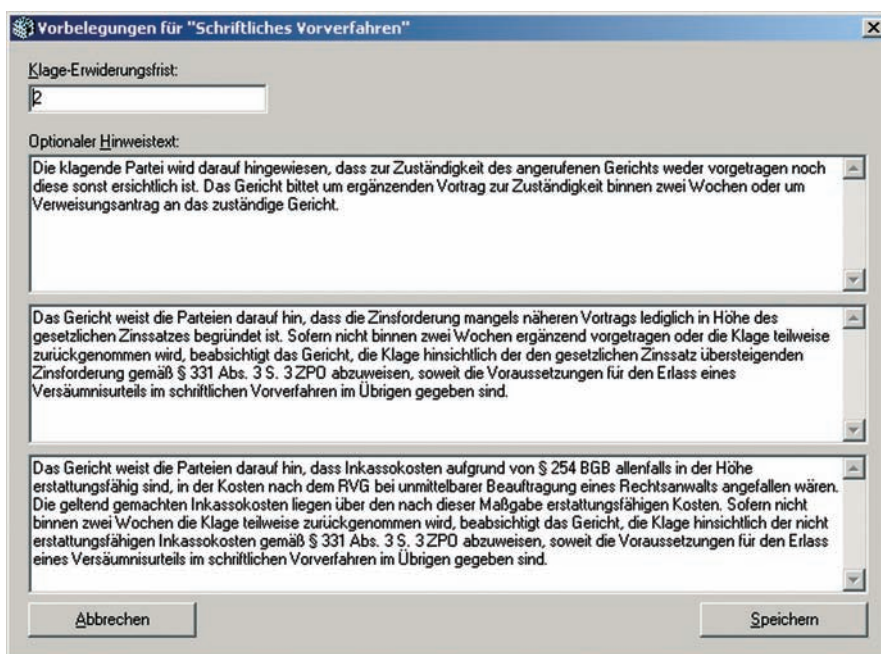 Vorbelegungen für "Schriftliches Vorverfahren"
Klage-Erwiderungsfrist:
2
Optionaler Hinweistext:
Die klagende Partei wird darauf hingewiesen, dass zur Zuständigkeit des angerufenen Gerichts weder vorgetragen noch
diese sonst ersichtlich ist. Das Gericht bittet um ergänzenden Vortrag zur Zuständigkeit binnen zwei Wochen oder um
Verweisungsantrag an das zuständige Gericht.
Das Gericht weist die Parteien darauf hin, dass die Zinsforderung mangels näheren Vortrags lediglich in Höhe des
gesetzlichen Zinssatzes begründet ist. Sofern nicht binnen zwei Wochen ergänzend vorgetragen oder die Klage teilweise
zurückgenommen wird, beabsichtigt das Gericht, die Klage hinsichtlich der den gesetzlichen Zinssatz übersteigenden
Zinsforderung gemäß § 331 Abs. 3 S. 3 ZPO abzuweisen, soweit die Voraussetzungen für den Erlass eines
Versäumnisurteils im schriftlichen Vorverfahren im Übrigen gegeben sind.
Das Gericht weist die Parteien darauf hin, dass Inkassokosten aufgrund von § 254 BGB allenfalls in der Höhe
erstattungsfähig sind, in der Kosten nach dem RVG bei unmittelbarer Beauftragung eines Rechtsanwalts angefallen wären.
Die geltend gemachten Inkassokosten liegen über den nach dieser Maßgabe erstattungsfähigen Kosten. Sofern nicht
binnen zwei Wochen die Klage teilweise zurückgenommen wird, beabsichtigt das Gericht, die Klage hinsichtlich der nicht
erstattungsfähigen Inkassokosten gemäß § 331 Abs. 3 S. 3 ZPO abzuweisen, soweit die Voraussetzungen für den Erlass
eines Versäumnisurteils im schriftlichen Vorverfahren im Übrigen gegeben sind.
Abbrechen
Speichern